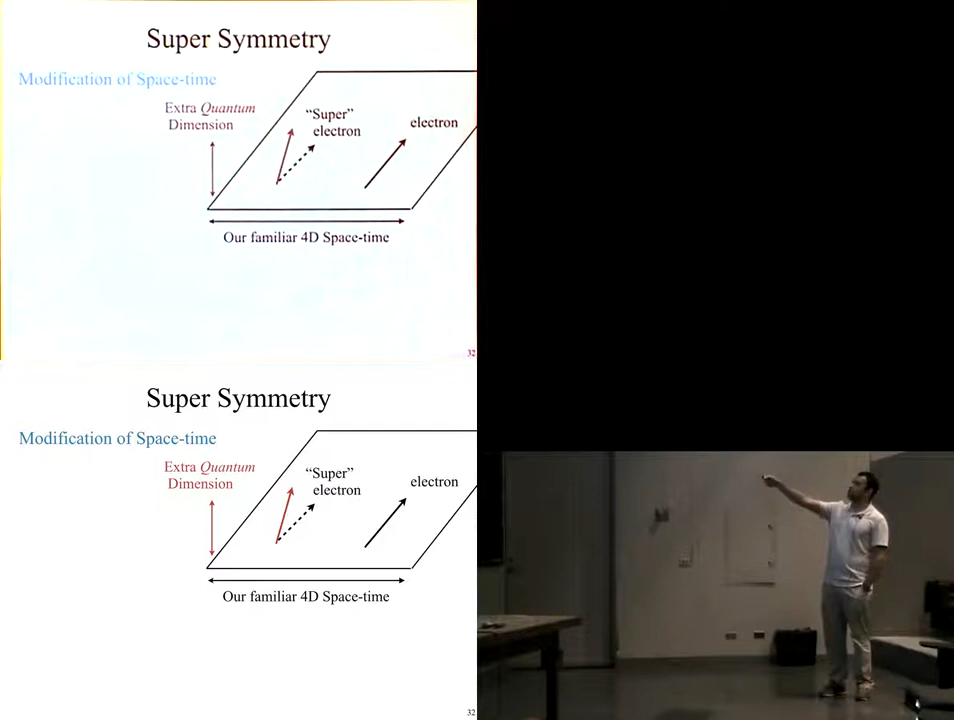 Super Symmetry
Modification of Space-time
Extra Quantum
Dimension
“Super”
electron
electron
Our familiar 4D Space-time
32
Super Symmetry
Modification of Space-time
Extra Quantum
Dimension
“Super”
electron
electron
Our familiar 4D Space-time
32